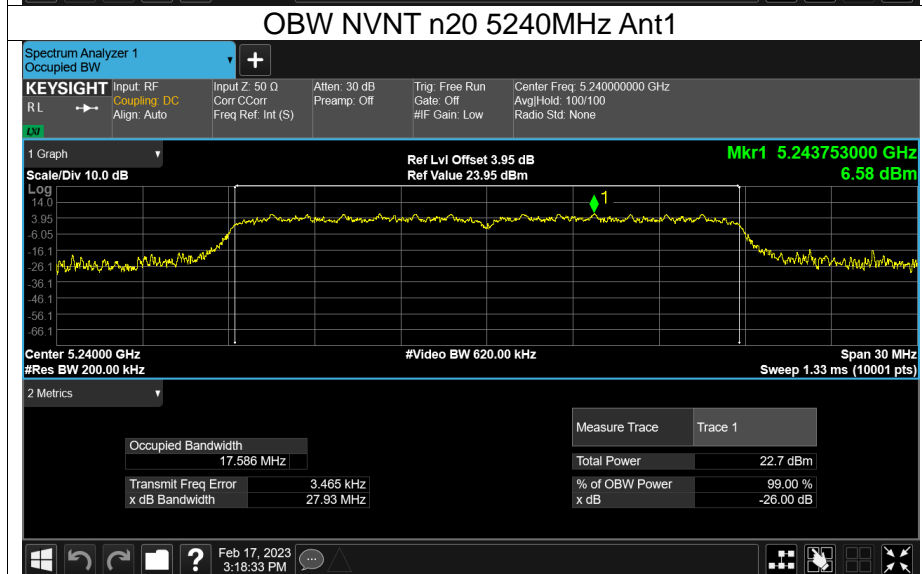 OBW NVNT n20 5240MHz Ant1
Spectrum Analyzer 1
Occupied BW
KEYSIGHT
R L
LXI
Input: RF
Coupling: DC
Align: Auto
Input Z: 50 Ω
Corr CCorr
Freq Ref: Int (S)
Atten: 30 dB
Preamp: Off
Trig: Free Run
Gate: Off
#IF Gain: Low
Center Freq: 5.240000000 GHz
Avg|Hold: 100/100
Radio Std: None
1 Graph
Scale/Div 10.0 dB
Ref Lvl Offset 3.95 dB
Ref Value 23.95 dBm
Mkr1 5.243753000 GHz
6.58 dBm
Log
14.0
3.95
-6.05
-16.1
-26.1
-36.1
-46.1
-56.1
-66.1
1
Center 5.24000 GHz
#Res BW 200.00 kHz
#Video BW 620.00 kHz
Span 30 MHz
Sweep 1.33 ms (10001 pts)
2 Metrics
Measure Trace Trace 1
Occupied Bandwidth
17.586 MHz
Total Power 22.7 dBm
Transmit Freq Error 3.465 kHz
% of OBW Power 99.00 %
x dB Bandwidth 27.93 MHz
x dB -26.00 dB
?
Feb 17, 2023
3:18:33 PM